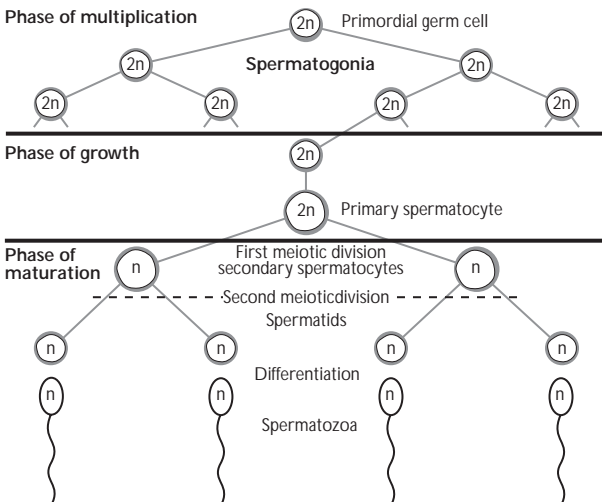 Phase of multiplication
2n
Primordial germ cell
2n
Spermatogonia
2n
2n
2n
2n
2n
Phase of growth
2n
2n
Primary spermatocyte
Phase of
maturation
n
First meiotic division
secondary spermatocytes
n
Second meioticdivision
Spermatids
n
n
n
n
Differentiation
n
n
n
n
Spermatozoa